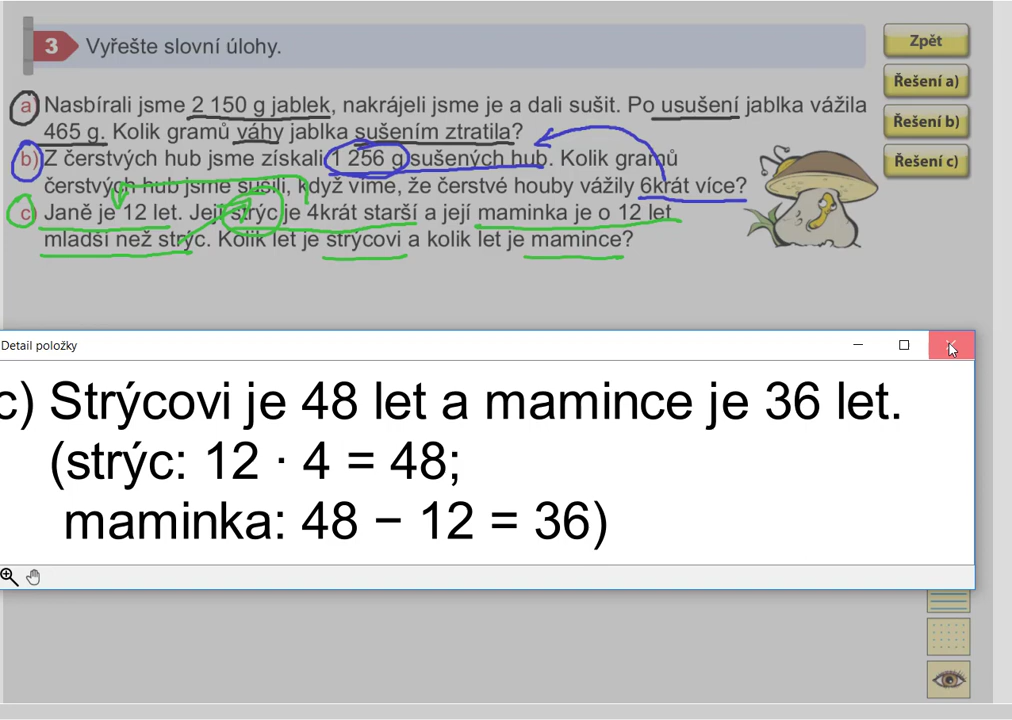 3 Vyřešte slovní úlohy.
Zpět
Řešení a)
Řešení b)
Řešení c)
a) Nasbírali jsme 2 150 g jablek, nakrájeli jsme je a dali sušit. Po usušení jablka vážila
465 g. Kolik gramů váhy jablka sušením ztratila?
b) Z čerstvých hub jsme získali 1 256 g sušených hub. Kolik gramů
čerstvých hub jsme sušili, když víme, že čerstvé houby vážily 6krát více?
c) Janě je 12 let. Její strýc je 4krát starší a její maminka je o 12 let
mladší než strýc. Kolik let je strýcovi a kolik let je mamince?
Detail položky
c) Strýcovi je 48 let a mamince je 36 let.
(strýc: 12 · 4 = 48;
maminka: 48 − 12 = 36)